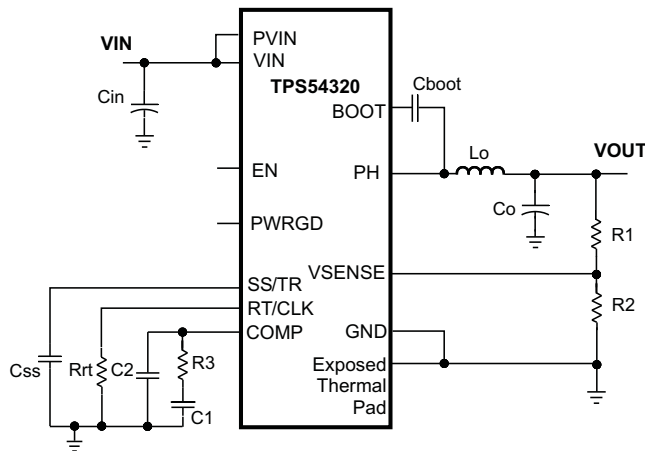 VIN
PVIN
VIN
TPS54320
Cin
Cboot
BOOT
Lo
VOUT
EN
PH
Co
R1
PWRGD
VSENSE
SS/TR
RT/CLK
R2
COMP
GND
Css
Rrt
C2
R3
C1
Exposed
Thermal
Pad